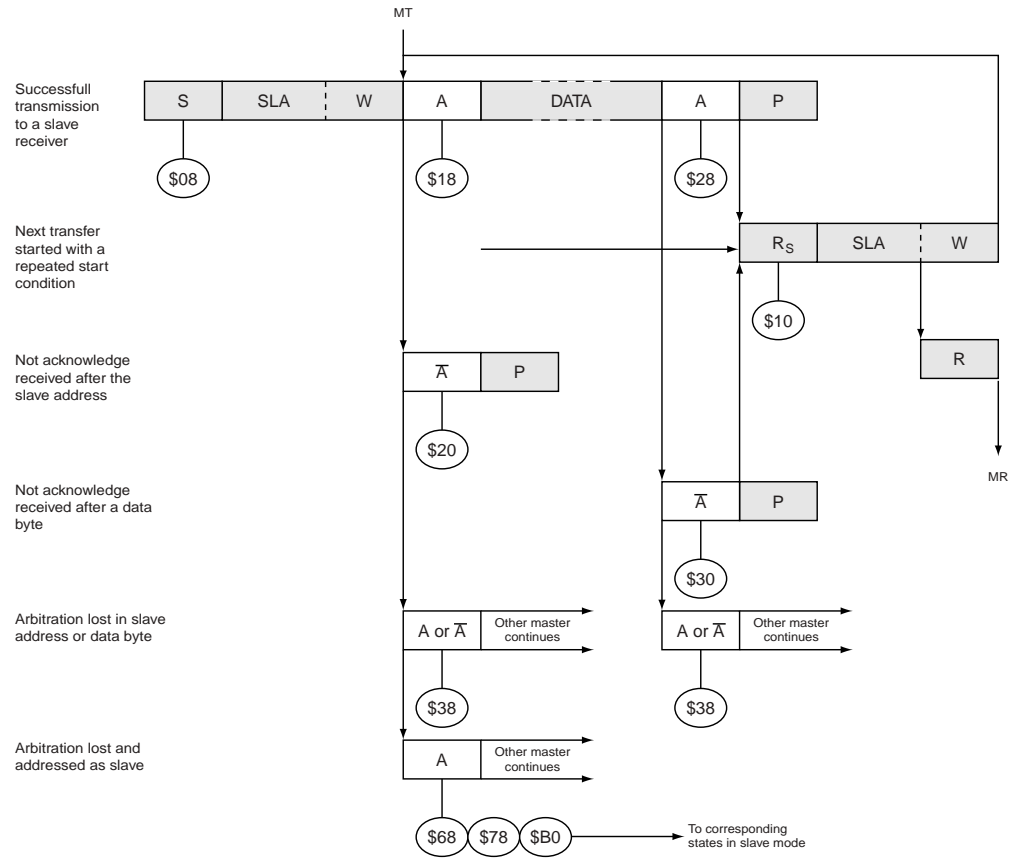 MT
Successfull
transmission
to a slave
receiver
S SLA W A DATA A P
$08 $18 $28
Next transfer
started with a
repeated start
condition
RS SLA W
$10
Not acknowledge
received after the
slave address
A̅ P
R
$20
MR
Not acknowledge
received after a data
byte
A̅ P
$30
Arbitration lost in slave
address or data byte
A or A̅ Other master
continues
A or A̅ Other master
continues
$38 $38
Arbitration lost and
addressed as slave
A Other master
continues
$68 $78 $B0 To corresponding
states in slave mode